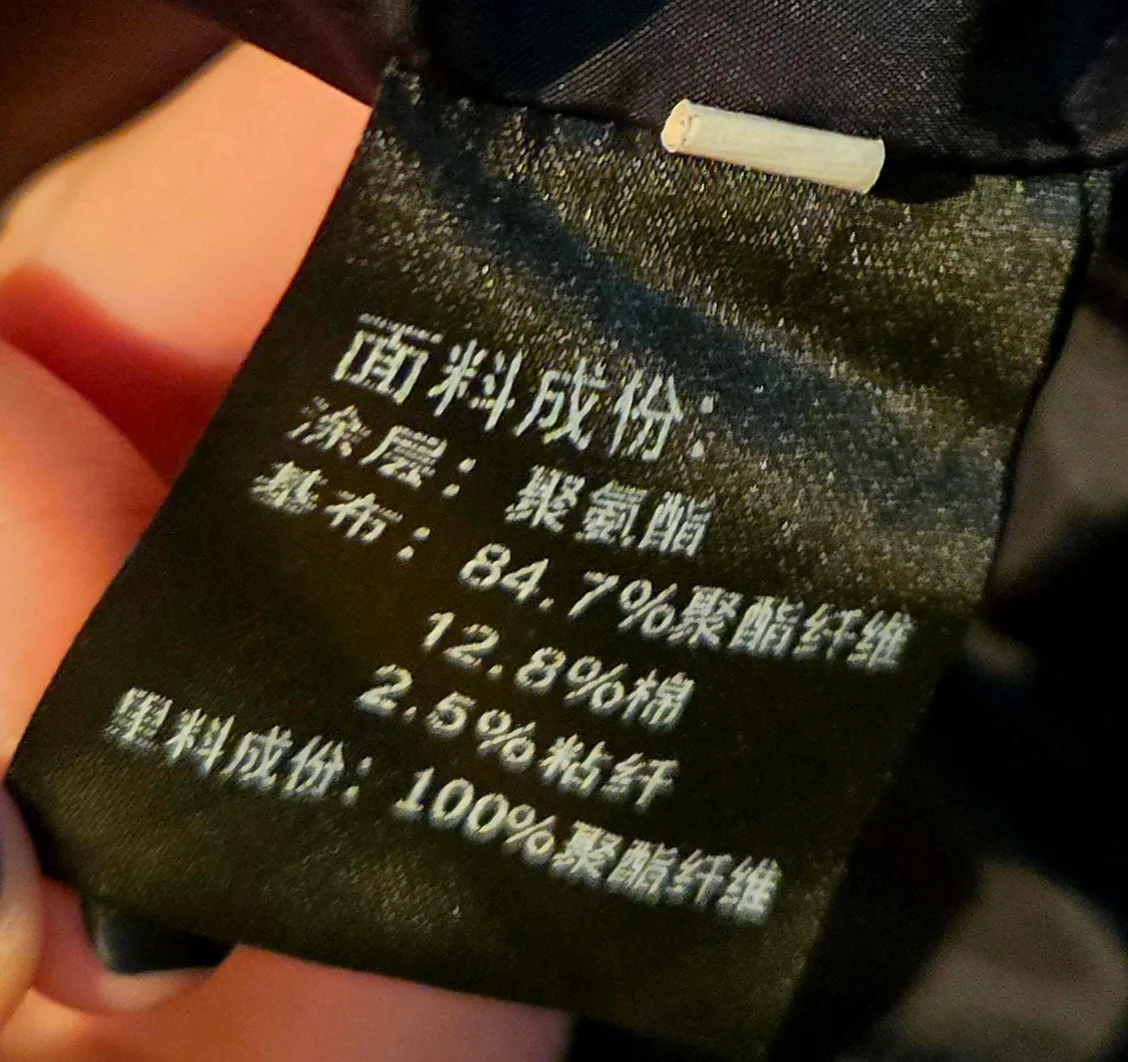 面料成份：
涂层： 聚氨酯
基布： 84.7%聚酯纤维
12.8%棉
2.5%粘纤
里料成份：100%聚酯纤维